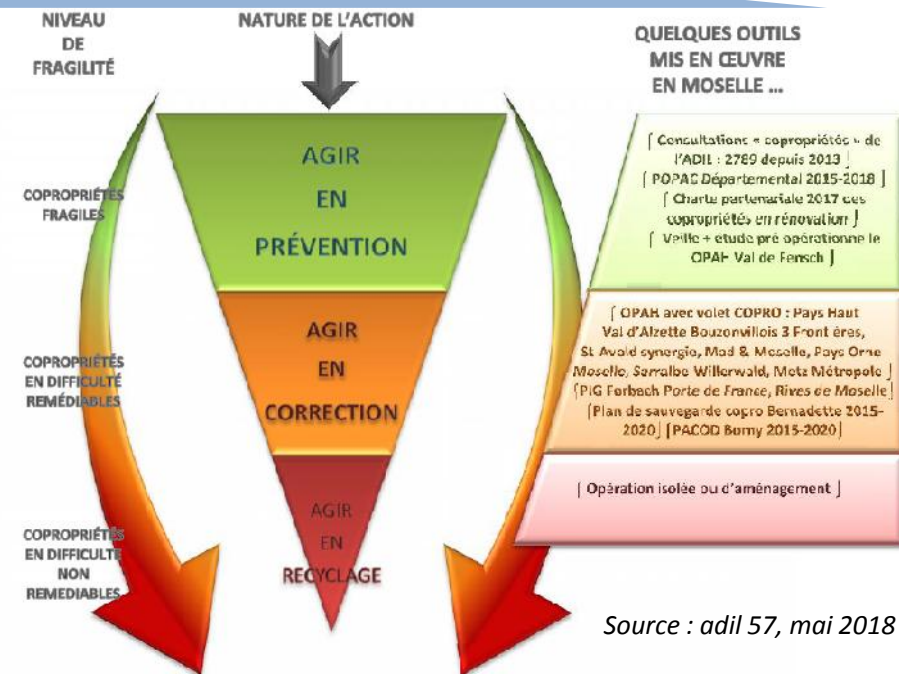 NIVEAU
DE
FRAGILITÉ
NATURE DE L'ACTION
QUELQUES OUTILS
MIS EN ŒUVRE
EN MOSELLE ...
COPROPRIÉTÉS
FRAGILES
AGIR
EN
PRÉVENTION
[ Consultations « copropriétés » de
l'ADIL : 2789 depuis 2013 ]
[ POPAC Départemental 2015-2018 ]
[ Charte partenariale 2017 des
copropriétés en rénovation ]
[ Veille + étude pré opérationnelle
OPAH Val de Fensch ]
COPROPRIÉTÉS
EN DIFFICULTÉ
REMÉDIABLES
AGIR
EN
CORRECTION
[ OPAH avec volet COPRO : Pays Haut
Val d'Alzette Bouzonvillois 3 Frontières,
St Avold synergie, Mad & Moselle, Pays Orne
Moselle, Sarralbe Willerwald, Metz Métropole ]
[PIG Forbach Porte de France, Rives de Moselle]
[Plan de sauvegarde copro Bernadette 2015-
2020] [PACOD Borny 2015-2020]
COPROPRIÉTÉS
EN DIFFICULTE
NON
REMEDIABLES
AGIR
EN
RECYCLAGE
[ Opération isolée ou d'aménagement ]
Source : adil 57, mai 2018